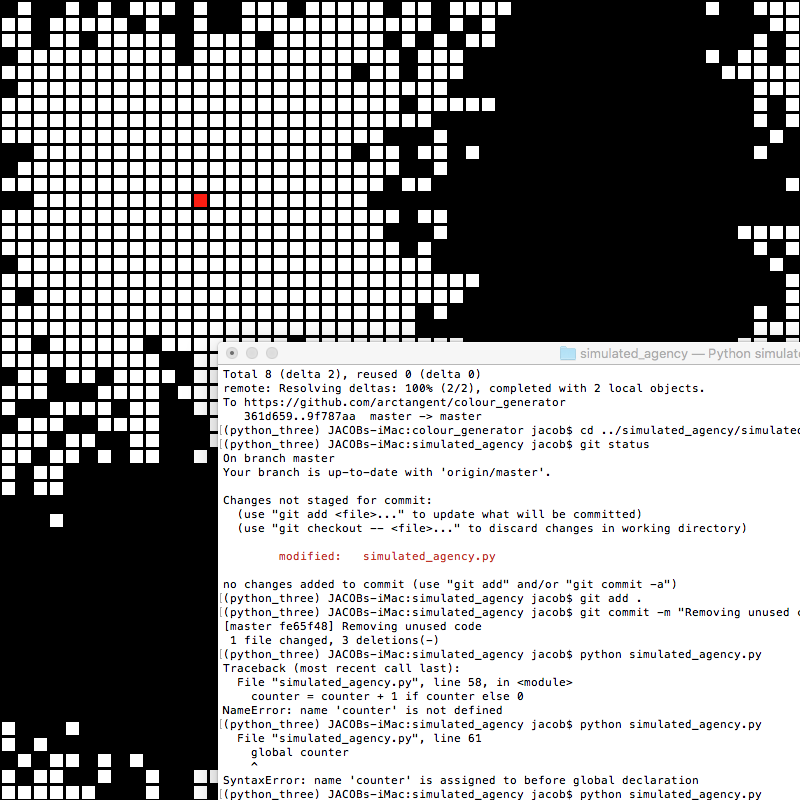 simulated_agency — Python simulat
Total 8 (delta 2), reused 0 (delta 0)
remote: Resolving deltas: 100% (2/2), completed with 2 local objects.
To https://github.com/arctangent/colour_generator
   361d659..9f787aa  master -> master
[(python_three) JACOBs-iMac:colour_generator jacob$ cd ../simulated_agency/simulate
[(python_three) JACOBs-iMac:simulated_agency jacob$ git status
On branch master
Your branch is up-to-date with 'origin/master'.
Changes not staged for commit:
  (use "git add <file>..." to update what will be committed)
  (use "git checkout -- <file>..." to discard changes in working directory)
        modified:   simulated_agency.py
no changes added to commit (use "git add" and/or "git commit -a")
[(python_three) JACOBs-iMac:simulated_agency jacob$ git add .
[(python_three) JACOBs-iMac:simulated_agency jacob$ git commit -m "Removing unused c
[master fe65f48] Removing unused code
 1 file changed, 3 deletions(-)
[(python_three) JACOBs-iMac:simulated_agency jacob$ python simulated_agency.py
Traceback (most recent call last):
  File "simulated_agency.py", line 58, in <module>
    counter = counter + 1 if counter else 0
NameError: name 'counter' is not defined
[(python_three) JACOBs-iMac:simulated_agency jacob$ python simulated_agency.py
  File "simulated_agency.py", line 61
    global counter
    ^
SyntaxError: name 'counter' is assigned to before global declaration
[(python_three) JACOBs-iMac:simulated_agency jacob$ python simulated_agency.py